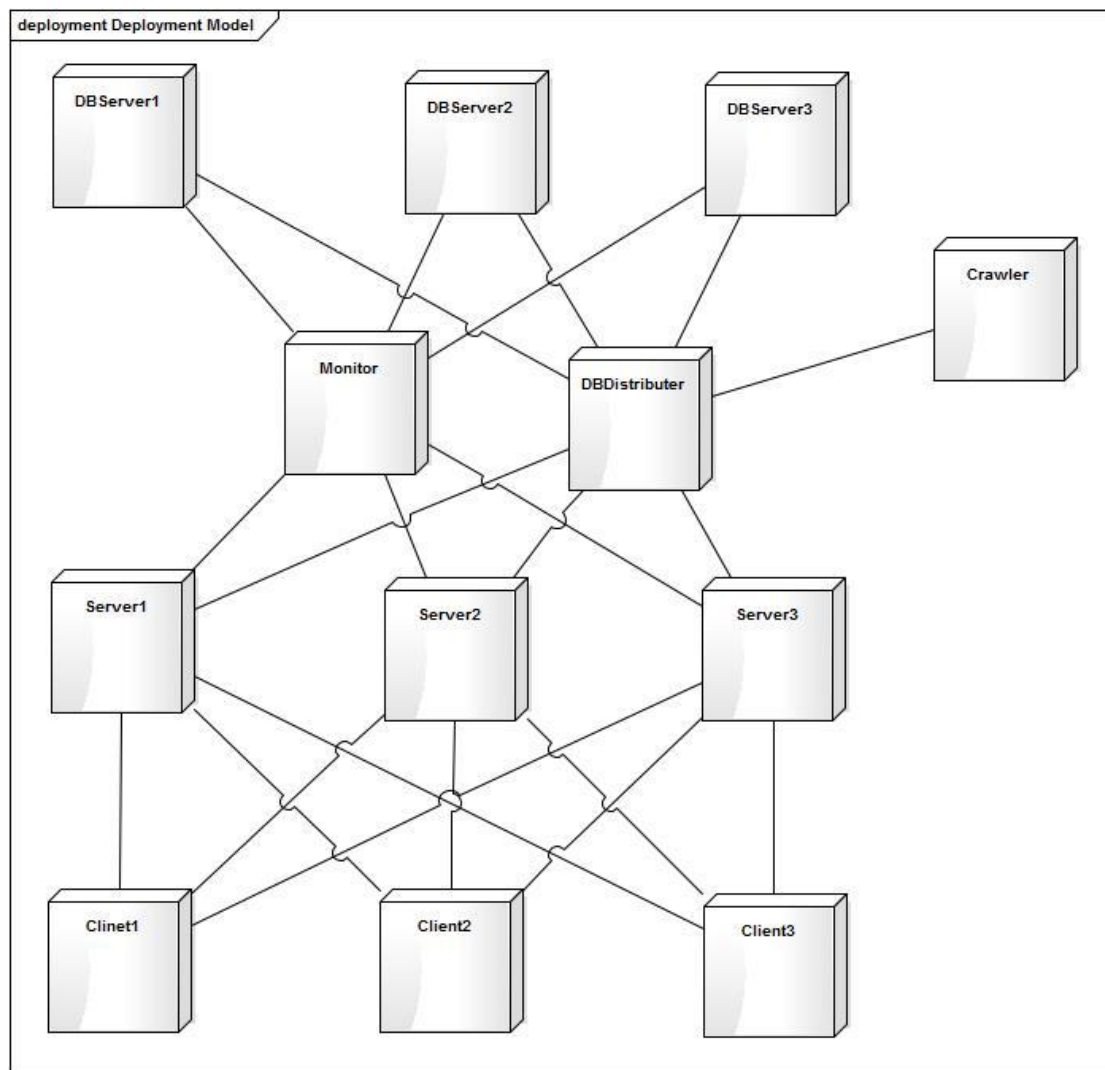 deployment Deployment Model
DBServer1
DBServer2
DBServer3
Crawler
Monitor
DBDistributer
Server1
Server2
Server3
Clinet1
Client2
Client3